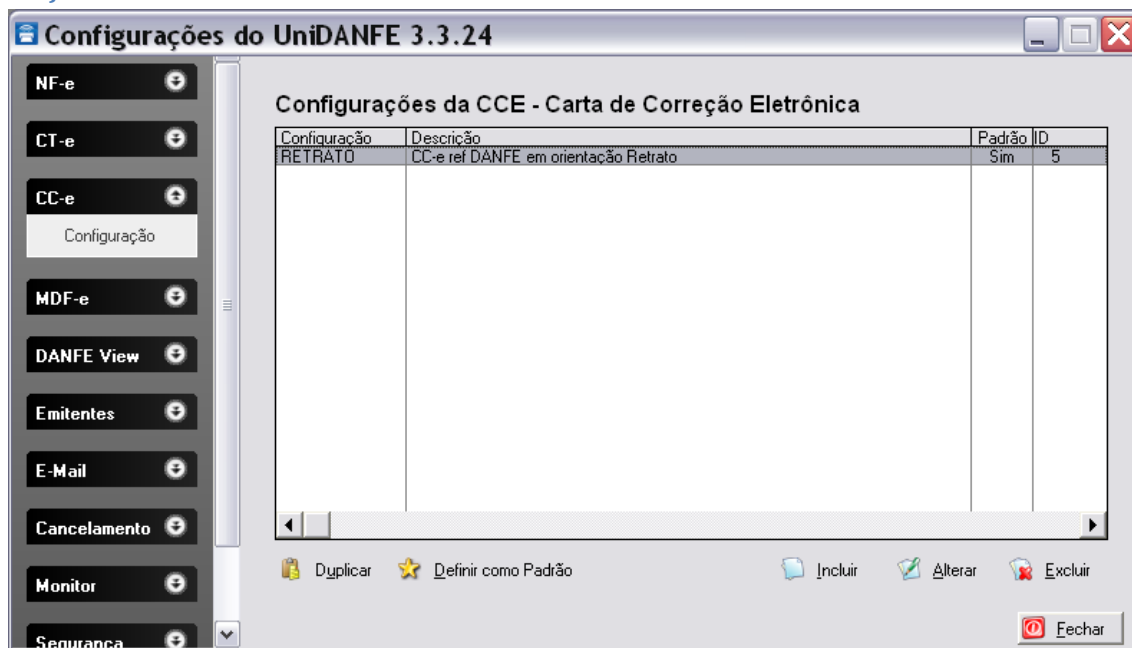 Configurações do UniDANFE 3.3.24
NF-e
CT-e
CC-e
Configuração
MDF-e
DANFE View
Emitentes
E-Mail
Cancelamento
Monitor
Segurança
Configurações da CCE - Carta de Correção Eletrônica
Configuração Descrição Padrão ID
RETRATO CC-e ref DANFE em orientação Retrato Sim 5
Duplicar Definir como Padrão Incluir Alterar Excluir
Fechar